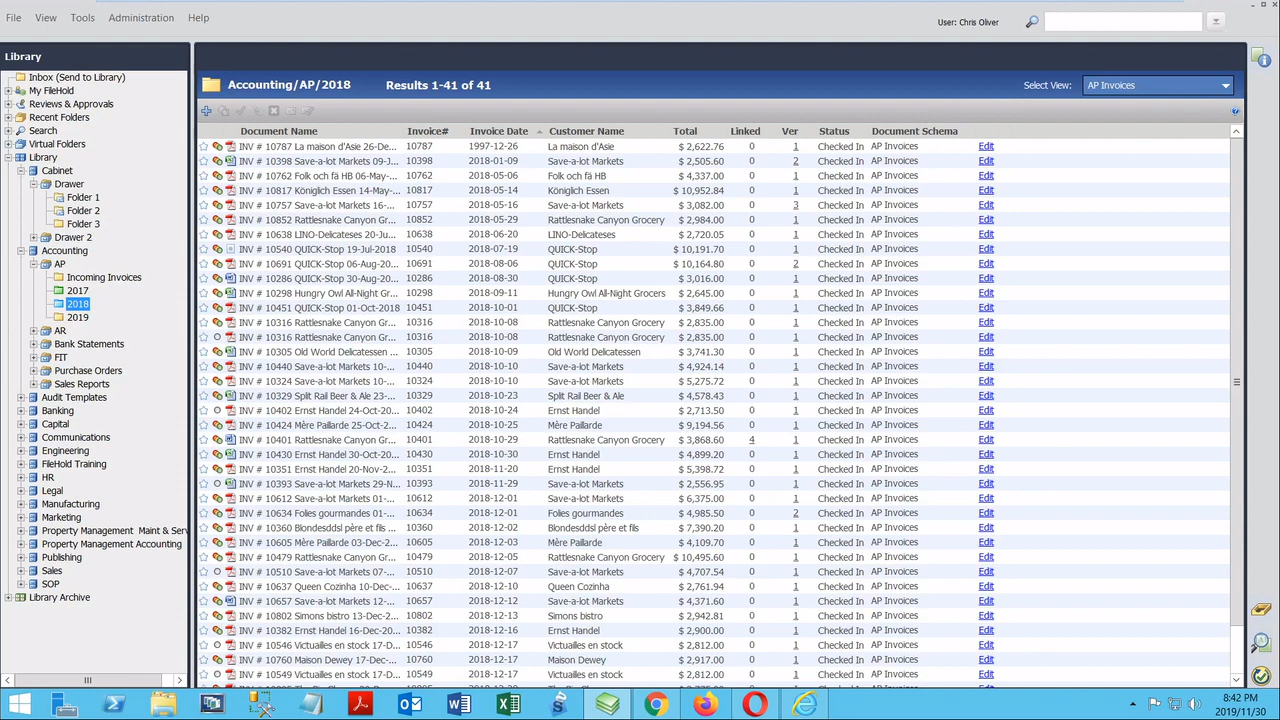 File View Tools Administration Help
User: Chris Oliver
Library
Inbox (Send to Library)
My FileHold
Reviews & Approvals
Recent Folders
Search
Virtual Folders
Library
Cabinet
Drawer
Folder 1
Folder 2
Folder 3
Drawer 2
Accounting
AP
Incoming Invoices
2017
2018
2019
AR
Bank Statements
FIT
Purchase Orders
Sales Reports
Audit Templates
Banking
Capital
Communications
Engineering
FileHold Training
HR
Legal
Manufacturing
Marketing
Property Management Maint & Serv
Property Management Accounting
Publishing
Sales
SOP
Library Archive
Accounting/AP/2018 Results 1-41 of 41 Select View: AP Invoices
Document Name Invoice# Invoice Date Customer Name Total Linked Ver Status Document Schema
INV # 10787 La maison d'Asie 26-De... 10787 1997-12-26 La maison d'Asie $ 2,622.76 0 1 Checked In AP Invoices Edit
INV # 10398 Save-a-lot Markets 09-J... 10398 2018-01-09 Save-a-lot Markets $ 2,505.60 0 2 Checked In AP Invoices Edit
INV # 10762 Folk och fä HB 06-May-... 10762 2018-05-06 Folk och fä HB $ 4,337.00 0 1 Checked In AP Invoices Edit
INV # 10817 Königlich Essen 14-May-... 10817 2018-05-14 Königlich Essen $ 10,952.84 0 1 Checked In AP Invoices Edit
INV # 10757 Save-a-lot Markets 16-... 10757 2018-05-16 Save-a-lot Markets $ 3,082.00 0 3 Checked In AP Invoices Edit
INV # 10852 Rattlesnake Canyon Gr... 10852 2018-05-29 Rattlesnake Canyon Grocery $ 2,984.00 0 1 Checked In AP Invoices Edit
INV # 10638 LINO-Delicateses 20-Ju... 10638 2018-06-20 LINO-Delicateses $ 2,720.05 0 1 Checked In AP Invoices Edit
INV # 10540 QUICK-Stop 19-Jul-2018 10540 2018-07-19 QUICK-Stop $ 10,191.70 0 1 Checked In AP Invoices Edit
INV # 10691 QUICK-Stop 06-Aug-20... 10691 2018-08-06 QUICK-Stop $ 10,164.80 0 2 Checked In AP Invoices Edit
INV # 10286 QUICK-Stop 30-Aug-20... 10286 2018-08-30 QUICK-Stop $ 3,016.00 0 1 Checked In AP Invoices Edit
INV # 10298 Hungry Owl All-Night Gr... 10298 2018-09-11 Hungry Owl All-Night Grocers $ 2,645.00 0 1 Checked In AP Invoices Edit
INV # 10451 QUICK-Stop 01-Oct-2018 10451 2018-10-01 QUICK-Stop $ 3,849.66 0 1 Checked In AP Invoices Edit
INV # 10316 Rattlesnake Canyon Gr... 10316 2018-10-08 Rattlesnake Canyon Grocery $ 2,835.00 0 1 Checked In AP Invoices Edit
INV # 10316 Rattlesnake Canyon Gr... 10316 2018-10-08 Rattlesnake Canyon Grocery $ 2,835.00 0 1 Checked In AP Invoices Edit
INV # 10305 Old World Delicatessen ... 10305 2018-10-09 Old World Delicatessen $ 3,741.30 0 1 Checked In AP Invoices Edit
INV # 10440 Save-a-lot Markets 10-... 10440 2018-10-10 Save-a-lot Markets $ 4,924.14 0 1 Checked In AP Invoices Edit
INV # 10324 Save-a-lot Markets 10-... 10324 2018-10-10 Save-a-lot Markets $ 5,275.72 0 1 Checked In AP Invoices Edit
INV # 10329 Split Rail Beer & Ale 23-... 10329 2018-10-23 Split Rail Beer & Ale $ 4,578.43 0 1 Checked In AP Invoices Edit
INV # 10402 Ernst Handel 24-Oct-20... 10402 2018-10-24 Ernst Handel $ 2,713.50 0 1 Checked In AP Invoices Edit
INV # 10424 Mère Paillarde 25-Oct-2... 10424 2018-10-25 Mère Paillarde $ 9,194.56 0 1 Checked In AP Invoices Edit
INV # 10401 Rattlesnake Canyon Gr... 10401 2018-10-29 Rattlesnake Canyon Grocery $ 3,868.60 4 1 Checked In AP Invoices Edit
INV # 10430 Ernst Handel 30-Oct-20... 10430 2018-10-30 Ernst Handel $ 4,899.20 0 1 Checked In AP Invoices Edit
INV # 10351 Ernst Handel 20-Nov-2... 10351 2018-11-20 Ernst Handel $ 5,398.72 0 1 Checked In AP Invoices Edit
INV # 10393 Save-a-lot Markets 29-N... 10393 2018-11-29 Save-a-lot Markets $ 2,556.95 0 1 Checked In AP Invoices Edit
INV # 10612 Save-a-lot Markets 01-... 10612 2018-12-01 Save-a-lot Markets $ 6,375.00 0 1 Checked In AP Invoices Edit
INV # 10634 Folies gourmandes 01-... 10634 2018-12-01 Folies gourmandes $ 4,985.50 0 2 Checked In AP Invoices Edit
INV # 10360 Blondesddsl père et fils ... 10360 2018-12-02 Blondesddsl père et fils $ 7,390.20 0 1 Checked In AP Invoices Edit
INV # 10605 Mère Paillarde 03-Dec-2... 10605 2018-12-03 Mère Paillarde $ 4,109.70 0 1 Checked In AP Invoices Edit
INV # 10479 Rattlesnake Canyon Gr... 10479 2018-12-05 Rattlesnake Canyon Grocery $ 10,495.60 0 1 Checked In AP Invoices Edit
INV # 10510 Save-a-lot Markets 07-... 10510 2018-12-07 Save-a-lot Markets $ 4,707.54 0 1 Checked In AP Invoices Edit
INV # 10637 Queen Cozinha 10-Dec-... 10637 2018-12-10 Queen Cozinha $ 2,761.94 0 1 Checked In AP Invoices Edit
INV # 10657 Save-a-lot Markets 12-... 10657 2018-12-12 Save-a-lot Markets $ 4,371.60 0 1 Checked In AP Invoices Edit
INV # 10802 Simons bistro 13-Dec-2... 10802 2018-12-13 Simons bistro $ 2,942.81 0 1 Checked In AP Invoices Edit
INV # 10382 Ernst Handel 16-Dec-20... 10382 2018-12-16 Ernst Handel $ 2,900.00 0 1 Checked In AP Invoices Edit
INV # 10546 Victuailles en stock 17-D... 10546 2018-12-17 Victuailles en stock $ 2,812.00 0 1 Checked In AP Invoices Edit
INV # 10760 Maison Dewey 17-Dec-... 10760 2018-12-17 Maison Dewey $ 2,917.00 0 1 Checked In AP Invoices Edit
INV # 10549 Victuailles en stock 17-D... 10549 2018-12-17 Victuailles en stock $ 2,812.00 0 1 Checked In AP Invoices Edit
8:42 PM
2019/11/30